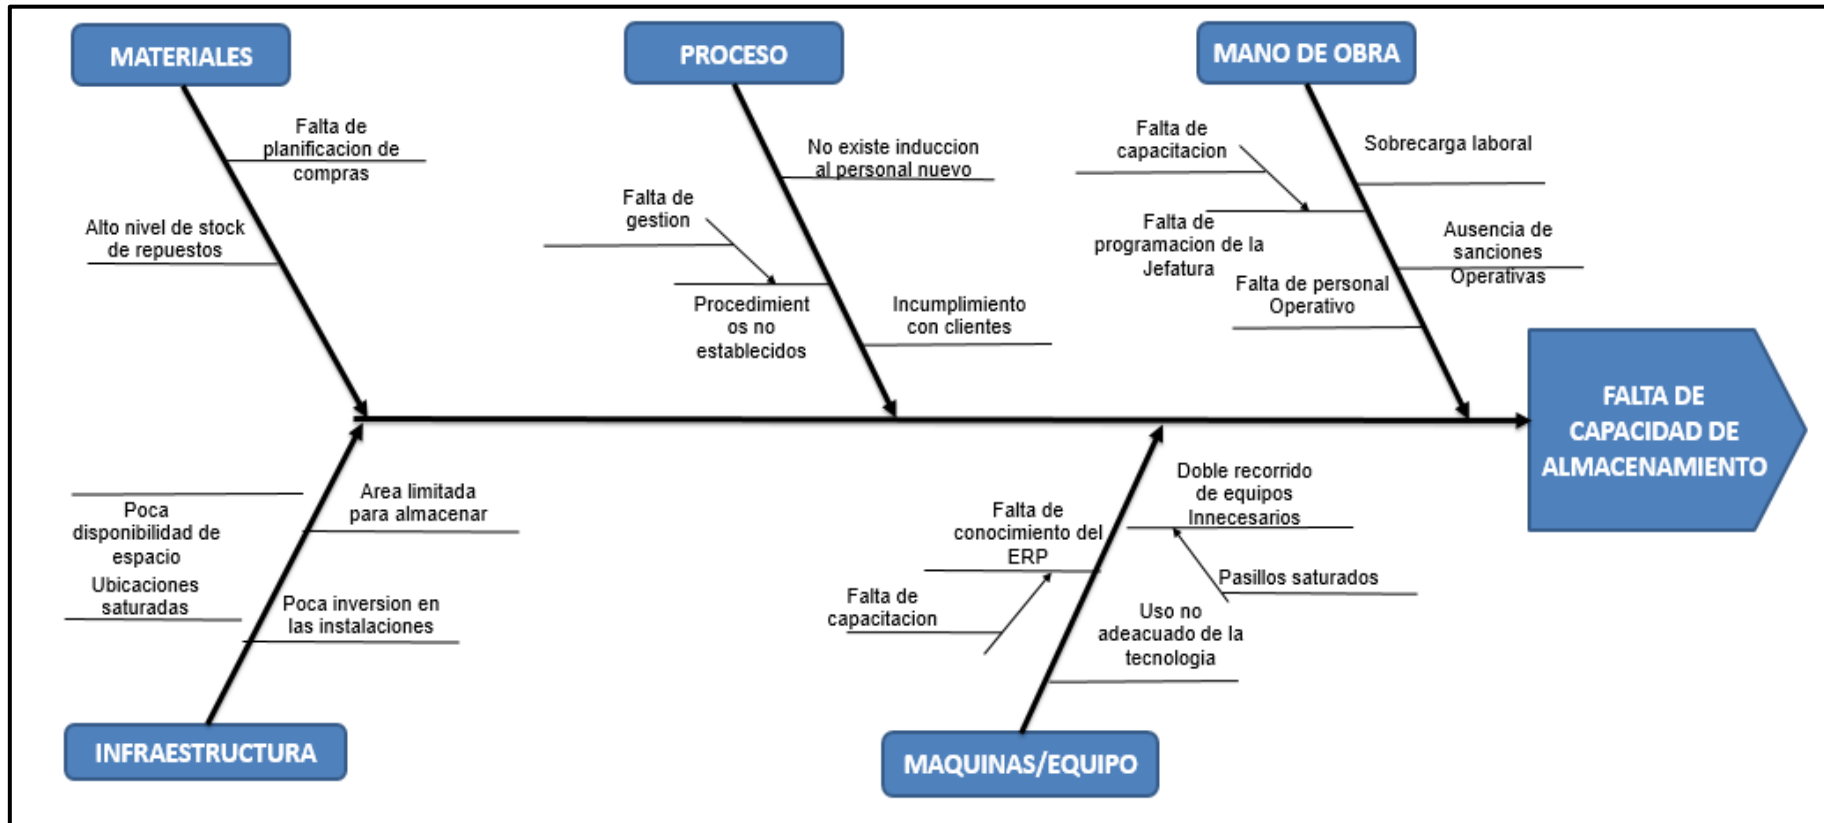 MATERIALES
PROCESO
MANO DE OBRA
Falta de
planificacion de
compras
Alto nivel de stock
de repuestos
No existe induccion
al personal nuevo
Falta de
gestion
Procedimient
os no
establecidos
Incumplimiento
con clientes
Falta de
capacitacion
Sobrecarga laboral
Falta de
programacion de la
Jefatura
Ausencia de
sanciones
Operativas
Falta de personal
Operativo
FALTA DE
CAPACIDAD DE
ALMACENAMIENTO
Poca
disponibilidad de
espacio
Area limitada
para almacenar
Ubicaciones
saturadas
Poca inversion en
las instalaciones
Falta de
conocimiento del
ERP
Doble recorrido
de equipos
Innecesarios
Falta de
capacitacion
Pasillos saturados
Uso no
adeacuado de la
tecnologia
INFRAESTRUCTURA
MAQUINAS/EQUIPO